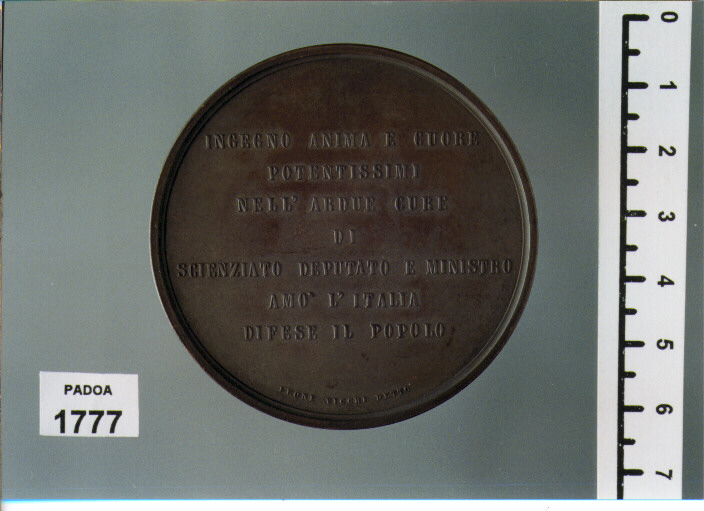 INGEGNO ANIMA E CUORE
POTENTISSIMI
NELL' ARDUE CURE
DI
SCIENZIATO DEPUTATO E MINISTRO
AMO' L' ITALIA
DIFESE IL POPOLO
LEONE
PADOA
1777
0
1
2
3
4
5
6
7